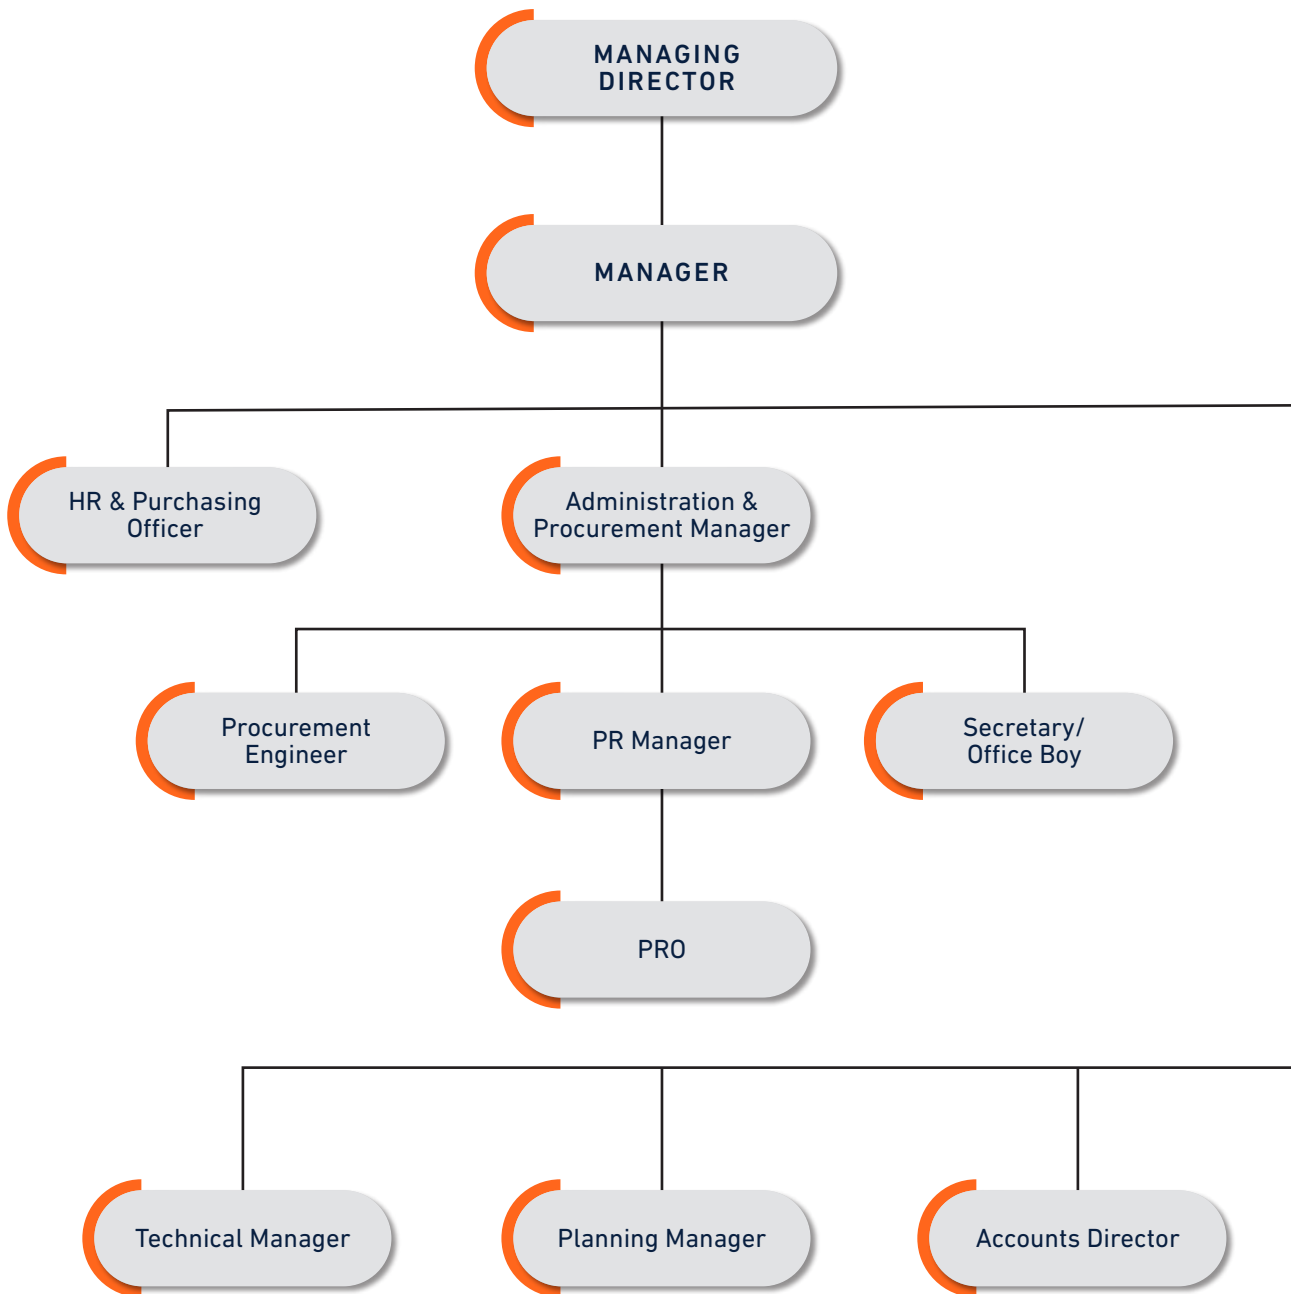 MANAGING
DIRECTOR
MANAGER
HR & Purchasing
Officer
Administration &
Procurement Manager
Procurement
Engineer
PR Manager
Secretary/
Office Boy
PRO
Technical Manager
Planning Manager
Accounts Director